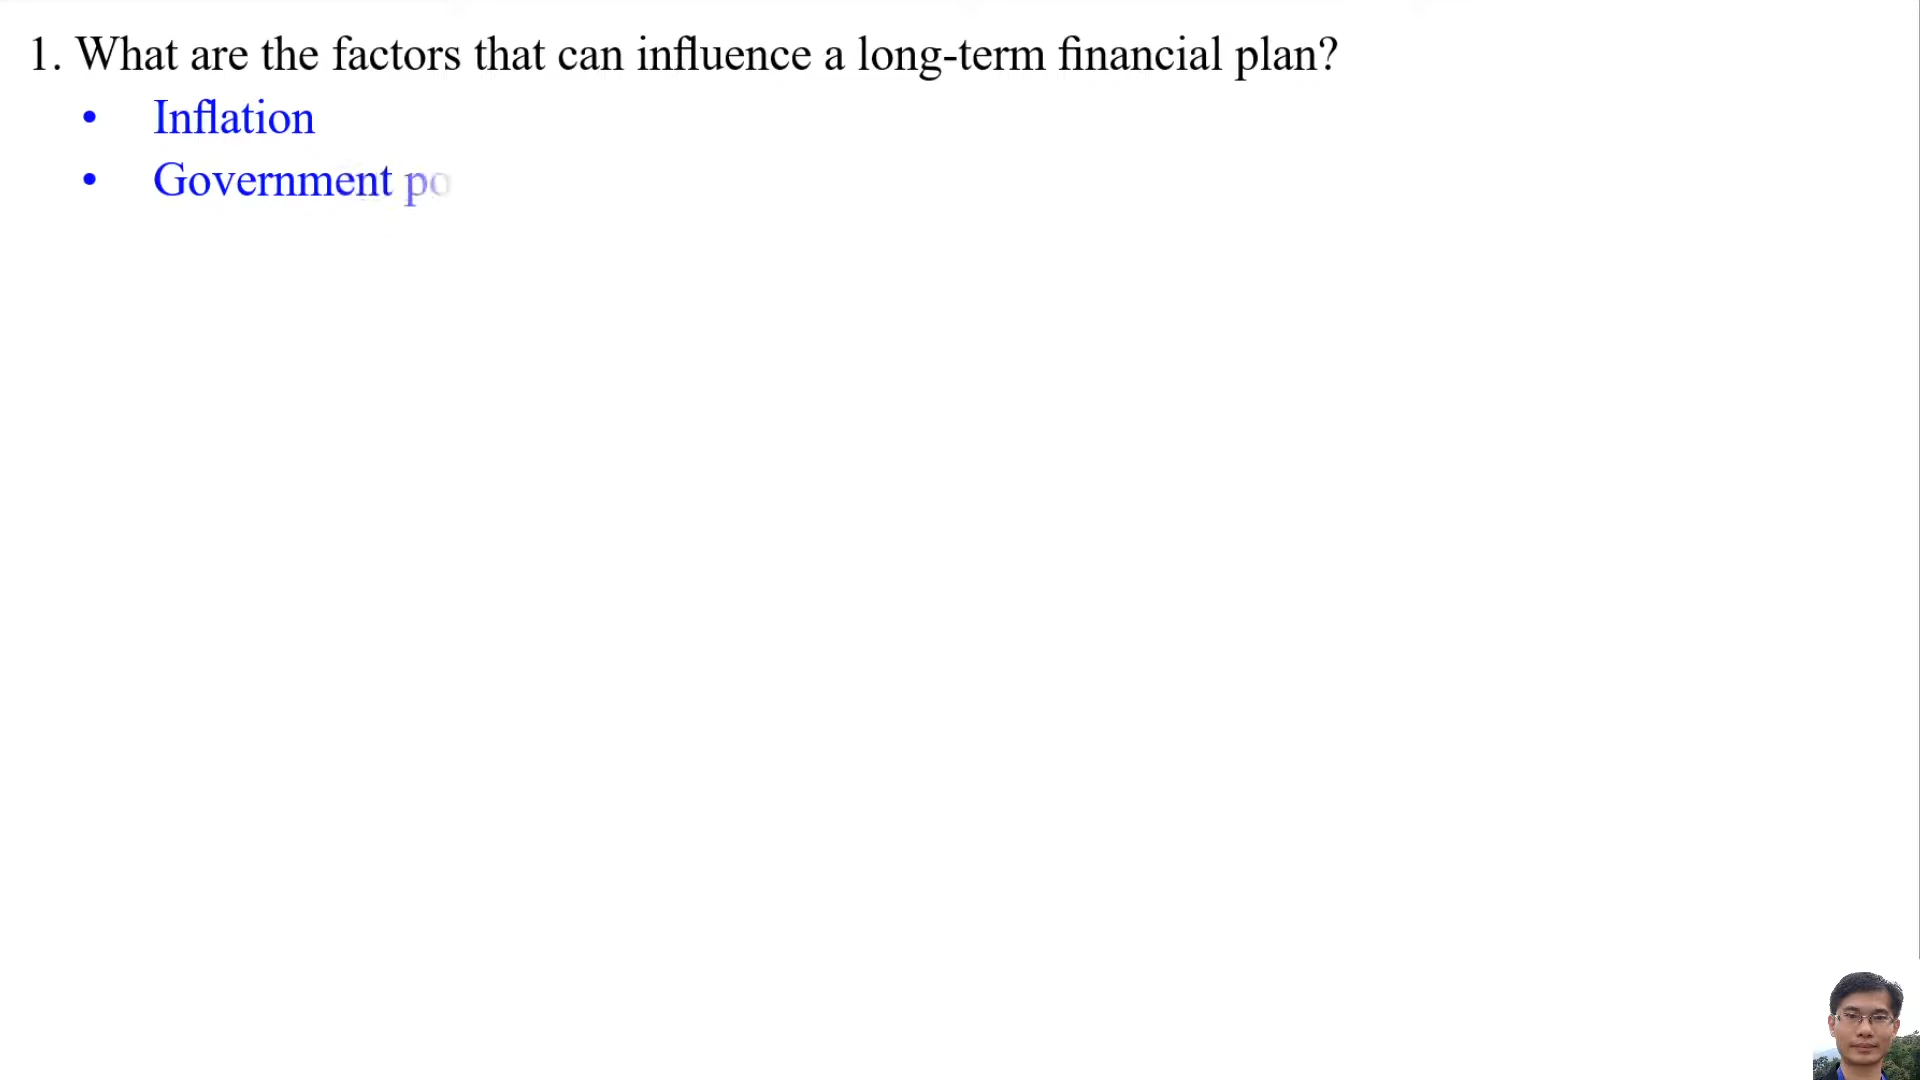 1. What are the factors that can influence a long-term financial plan?
• Inflation
• Government po